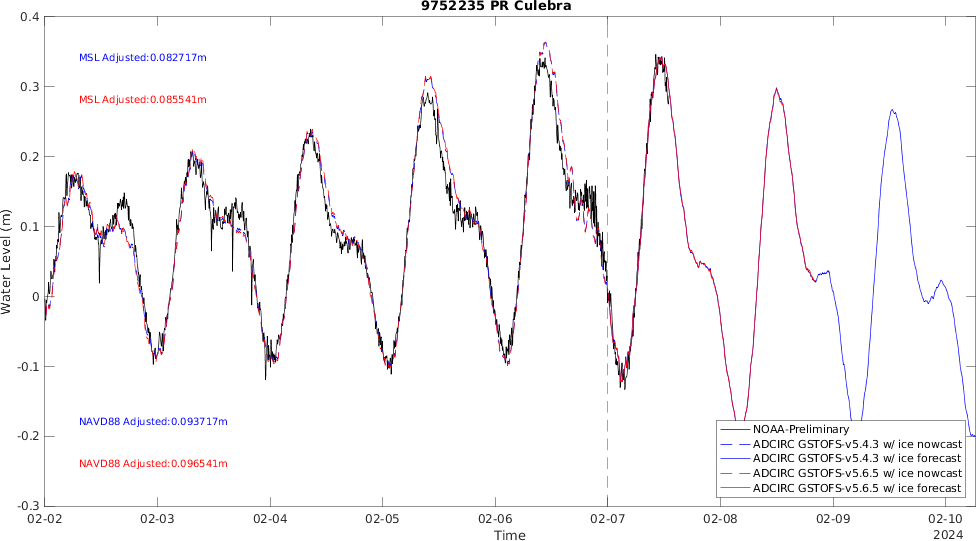 9752235 PR Culebra
0.4
MSL Adjusted:0.082717m
0.3
MSL Adjusted:0.085541m
0.2
0.1
Water Level (m)
0
-0.1
-0.2
NAVD88 Adjusted:0.093717m
NAVD88 Adjusted:0.096541m
-0.3
NOAA-Preliminary
ADCIRC GSTOFS-v5.4.3 w/ ice nowcast
ADCIRC GSTOFS-v5.4.3 w/ ice forecast
ADCIRC GSTOFS-v5.6.5 w/ ice nowcast
ADCIRC GSTOFS-v5.6.5 w/ ice forecast
02-02 02-03 02-04 02-05 02-06 02-07 02-08 02-09 02-10
Time
2024